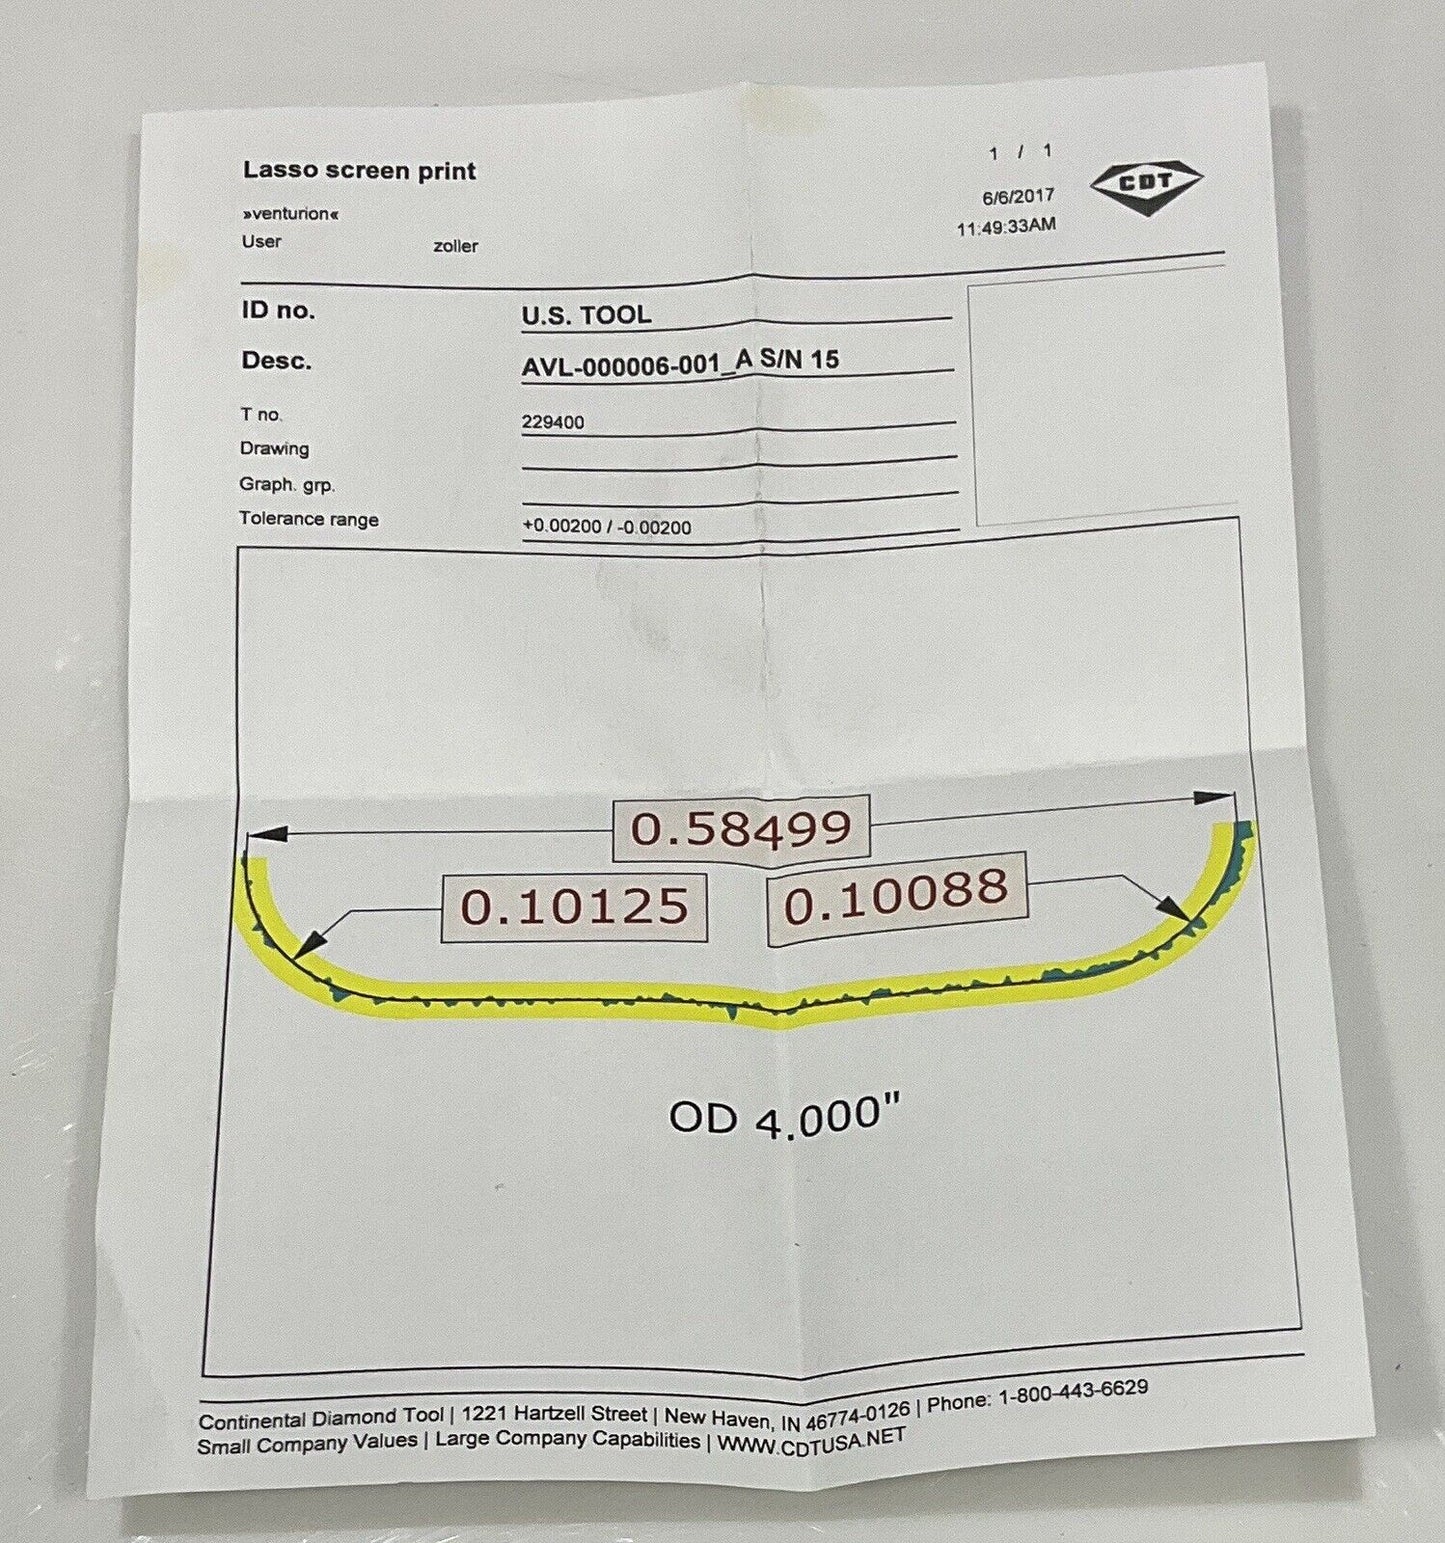 Lasso screen print
1 / 1
CDT
»venturion«
6/6/2017
User zoller
11:49:33AM
ID no. U.S. TOOL
Desc. AVL-000006-001_A S/N 15
T no. 229400
Drawing
Graph. grp.
Tolerance range +0.00200 / -0.00200
0.58499
0.10125
0.10088
OD 4.000"
Continental Diamond Tool | 1221 Hartzell Street | New Haven, IN 46774-0126 | Phone: 1-800-443-6629
Small Company Values | Large Company Capabilities | WWW.CDTUSA.NET